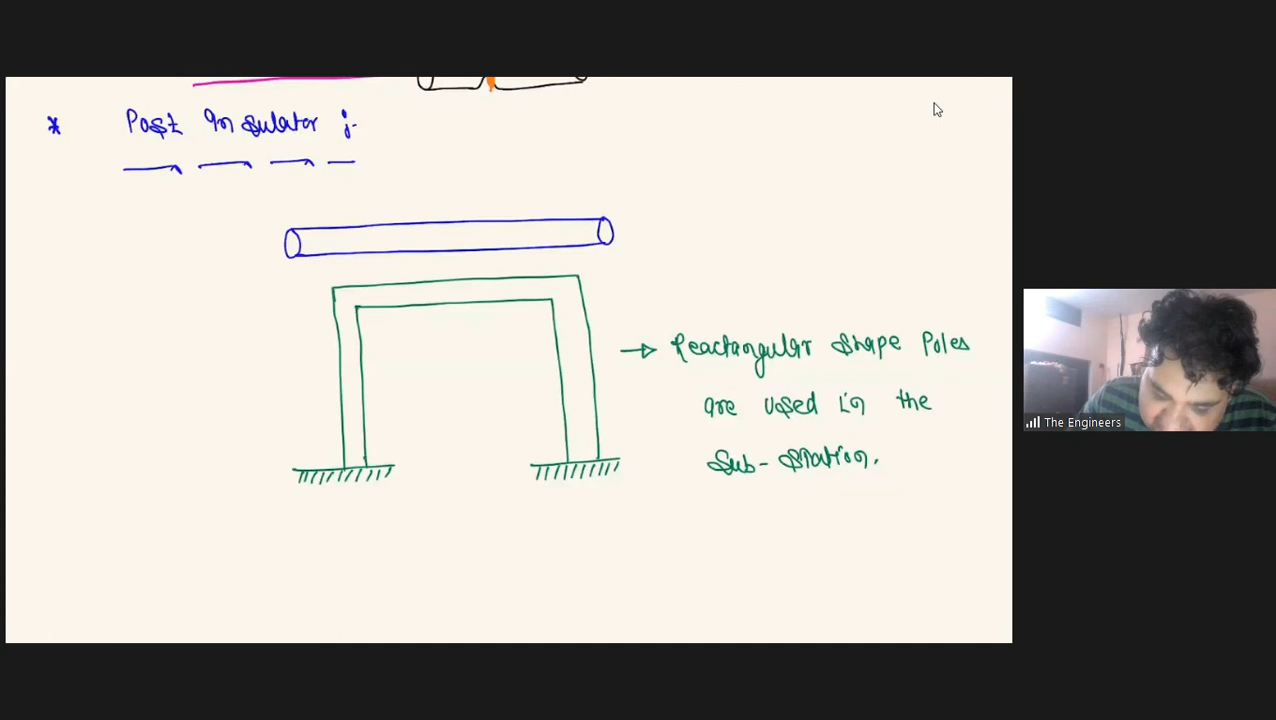 * Post Insulator :-
→ Reactangular shape Poles
are used in the
Sub-Station.
The Engineers